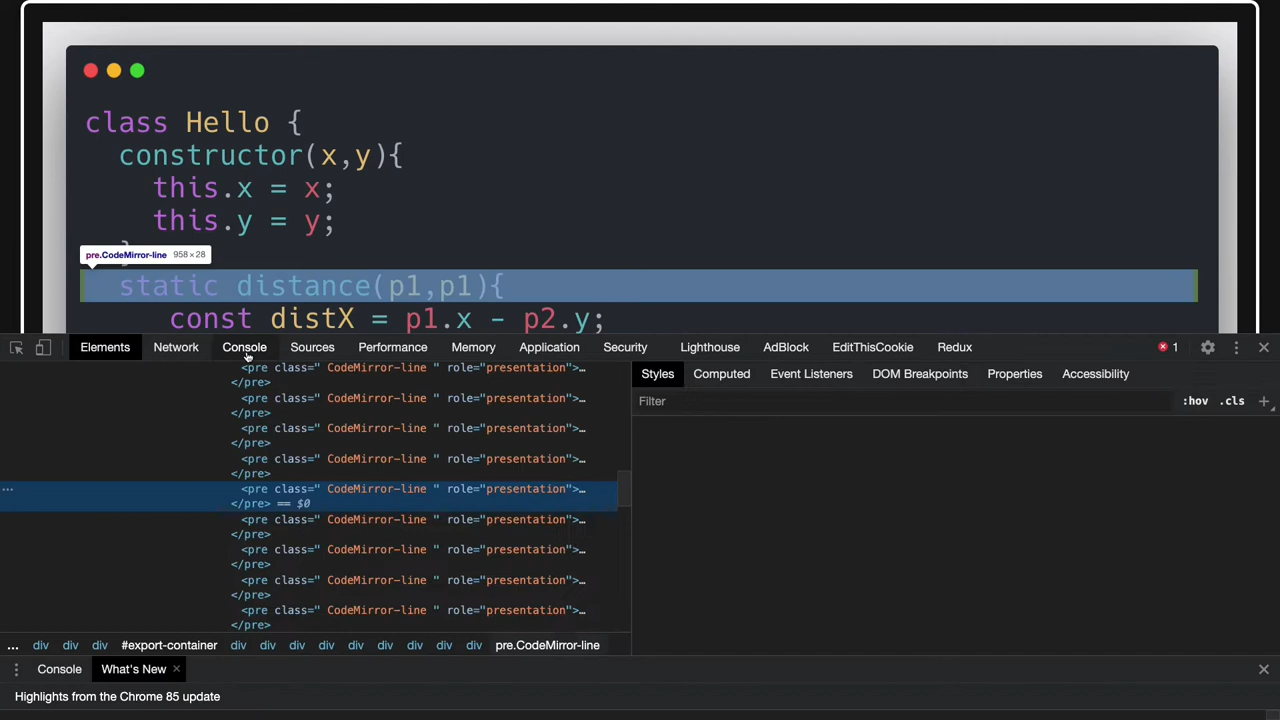 class Hello {
constructor(x,y){
this.x = x;
this.y = y;
}
pre.CodeMirror-line 958×28
static distance(p1,p1){
const distX = p1.x - p2.y;
Elements Network Console Sources Performance Memory Application Security Lighthouse AdBlock EditThisCookie Redux 1
<pre class=" CodeMirror-line " role="presentation">…
</pre>
<pre class=" CodeMirror-line " role="presentation">…
</pre>
<pre class=" CodeMirror-line " role="presentation">…
</pre>
<pre class=" CodeMirror-line " role="presentation">…
</pre>
<pre class=" CodeMirror-line " role="presentation">…
</pre> == $0
<pre class=" CodeMirror-line " role="presentation">…
</pre>
<pre class=" CodeMirror-line " role="presentation">…
</pre>
<pre class=" CodeMirror-line " role="presentation">…
</pre>
<pre class=" CodeMirror-line " role="presentation">…
</pre>
... div div div #export-container div div div div div div div div div pre.CodeMirror-line
Styles Computed Event Listeners DOM Breakpoints Properties Accessibility
Filter :hov .cls +
Console What's New ×
Highlights from the Chrome 85 update